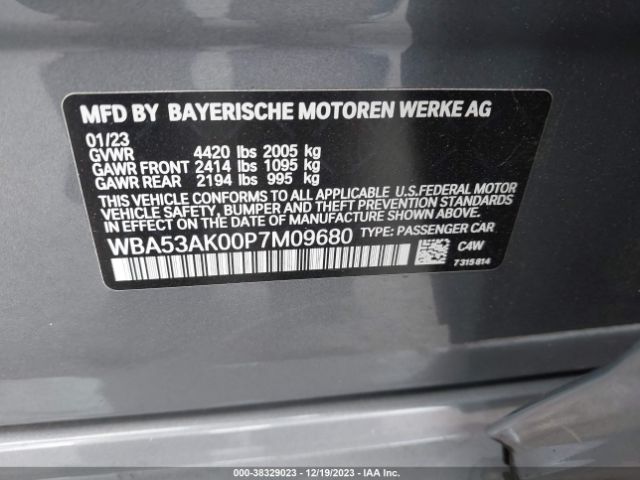 MFD BY BAYERISCHE MOTOREN WERKE AG
01/23
GVWR 4420 lbs 2005 kg
GAWR FRONT 2414 lbs 1095 kg
GAWR REAR 2194 lbs 995 kg
THIS VEHICLE CONFORMS TO ALL APPLICABLE U.S.FEDERAL MOTOR
VEHICLE SAFETY, BUMPER AND THEFT PREVENTION STANDARDS
IN EFFECT ON THE DATE OF MANUFACTURE SHOWN ABOVE.
WBA53AK00P7M09680 TYPE: PASSENGER CAR
C4W
7315814
000-38329023 - 12/19/2023 - IAA Inc.